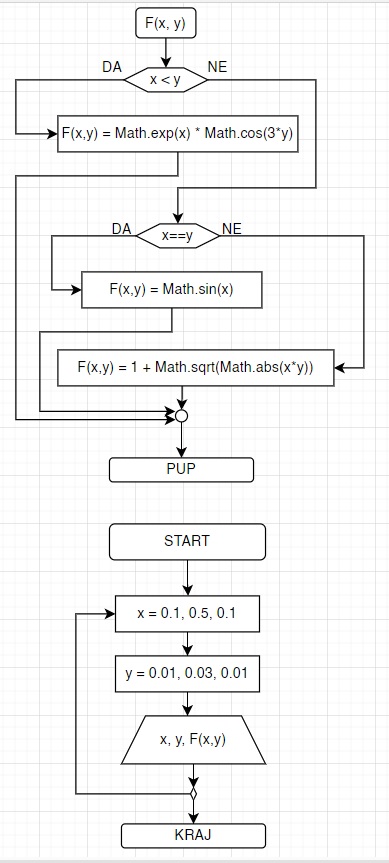 F(x, y)
DA
NE
x < y
F(x,y) = Math.exp(x) * Math.cos(3*y)
DA
NE
x==y
F(x,y) = Math.sin(x)
F(x,y) = 1 + Math.sqrt(Math.abs(x*y))
PUP
START
x = 0.1, 0.5, 0.1
y = 0.01, 0.03, 0.01
x, y, F(x,y)
KRAJ